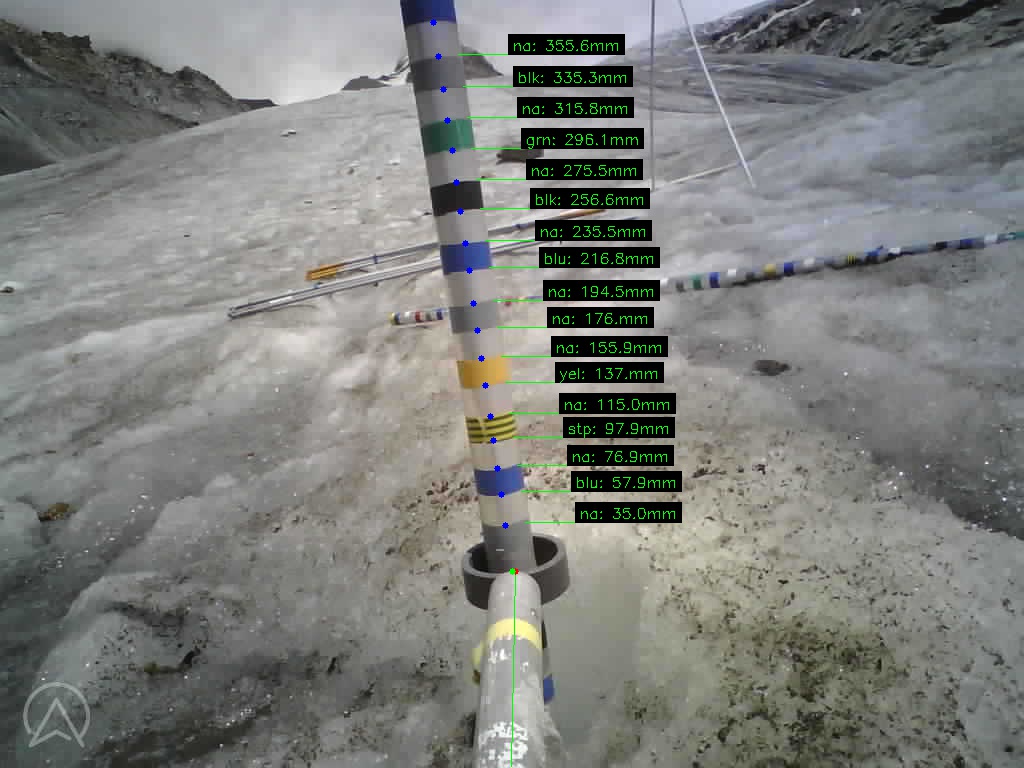 na: 355.6mm
blk: 335.3mm
na: 315.8mm
grn: 296.1mm
na: 275.5mm
blk: 256.6mm
na: 235.5mm
blu: 216.8mm
na: 194.5mm
na: 176.mm
na: 155.9mm
yel: 137.mm
na: 115.0mm
stp: 97.9mm
na: 76.9mm
blu: 57.9mm
na: 35.0mm